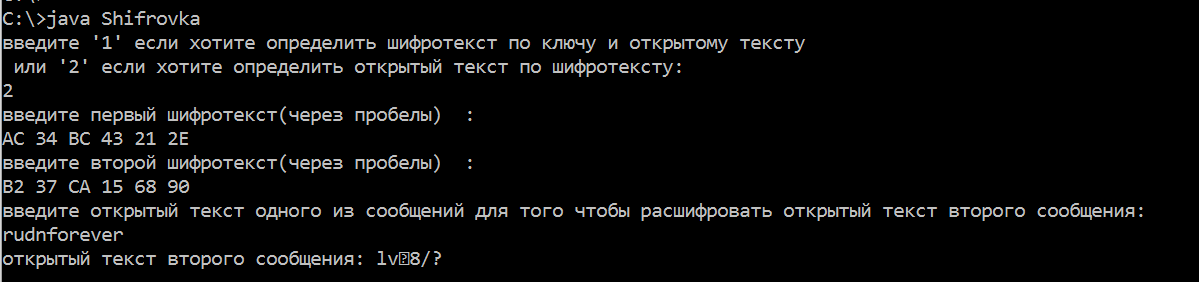 C:\>java Shifrovka
введите '1' если хотите определить шифротекст по ключу и открытому тексту
или '2' если хотите определить открытый текст по шифротексту:
2
введите первый шифротекст(через пробелы)  :
AC 34 BC 43 21 2E
введите второй шифротекст(через пробелы)  :
B2 37 CA 15 68 90
введите открытый текст одного из сообщений для того чтобы расшифровать открытый текст второго сообщения:
rudnforever
открытый текст второго сообщения: lv�8/?